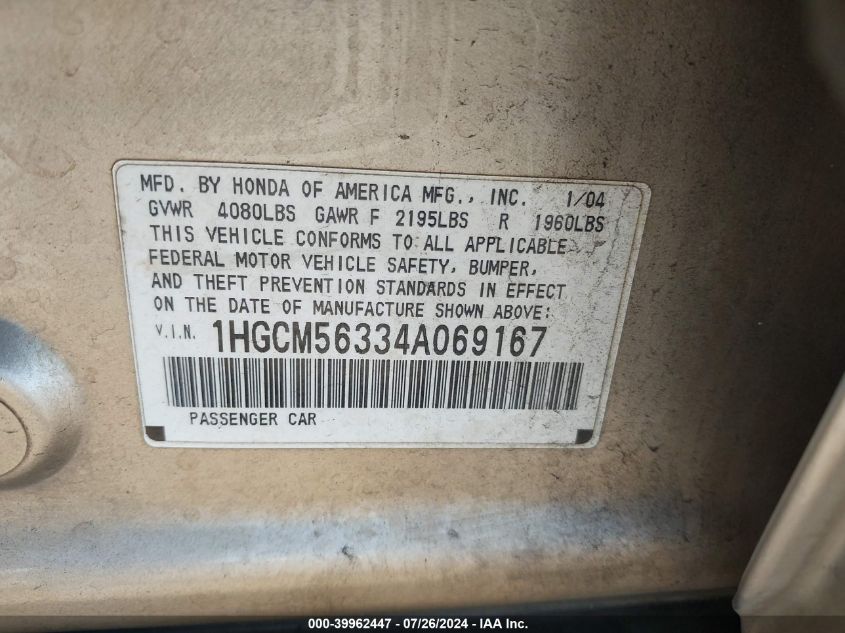 MFD. BY HONDA OF AMERICA MFG., INC. 1/04
GVWR 4080LBS GAWR F 2195LBS R 1960LBS
THIS VEHICLE CONFORMS TO ALL APPLICABLE
FEDERAL MOTOR VEHICLE SAFETY, BUMPER,
AND THEFT PREVENTION STANDARDS IN EFFECT
ON THE DATE OF MANUFACTURE SHOWN ABOVE:
V.I.N. 1HGCM56334A069167
PASSENGER CAR
000-39962447 / 07/26/2024 / IAA Inc.